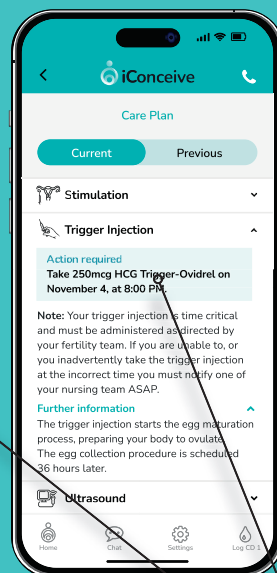 iConceive
Care Plan
Current
Previous
Stimulation
Trigger Injection
Action required
Take 250mcg HCG Trigger-Ovidrel on
November 4, at 8:00 PM.
Note: Your trigger injection is time critical
and must be administered as directed by
your fertility team. If you are unable to, or
you inadvertently take the trigger injection
at the incorrect time you must notify one of
your nursing team ASAP.
Further information
The trigger injection starts the egg maturation
process, preparing your body to ovulate.
The egg collection procedure is scheduled
36 hours later.
Ultrasound
Home
Chat
Settings
Log CD 1